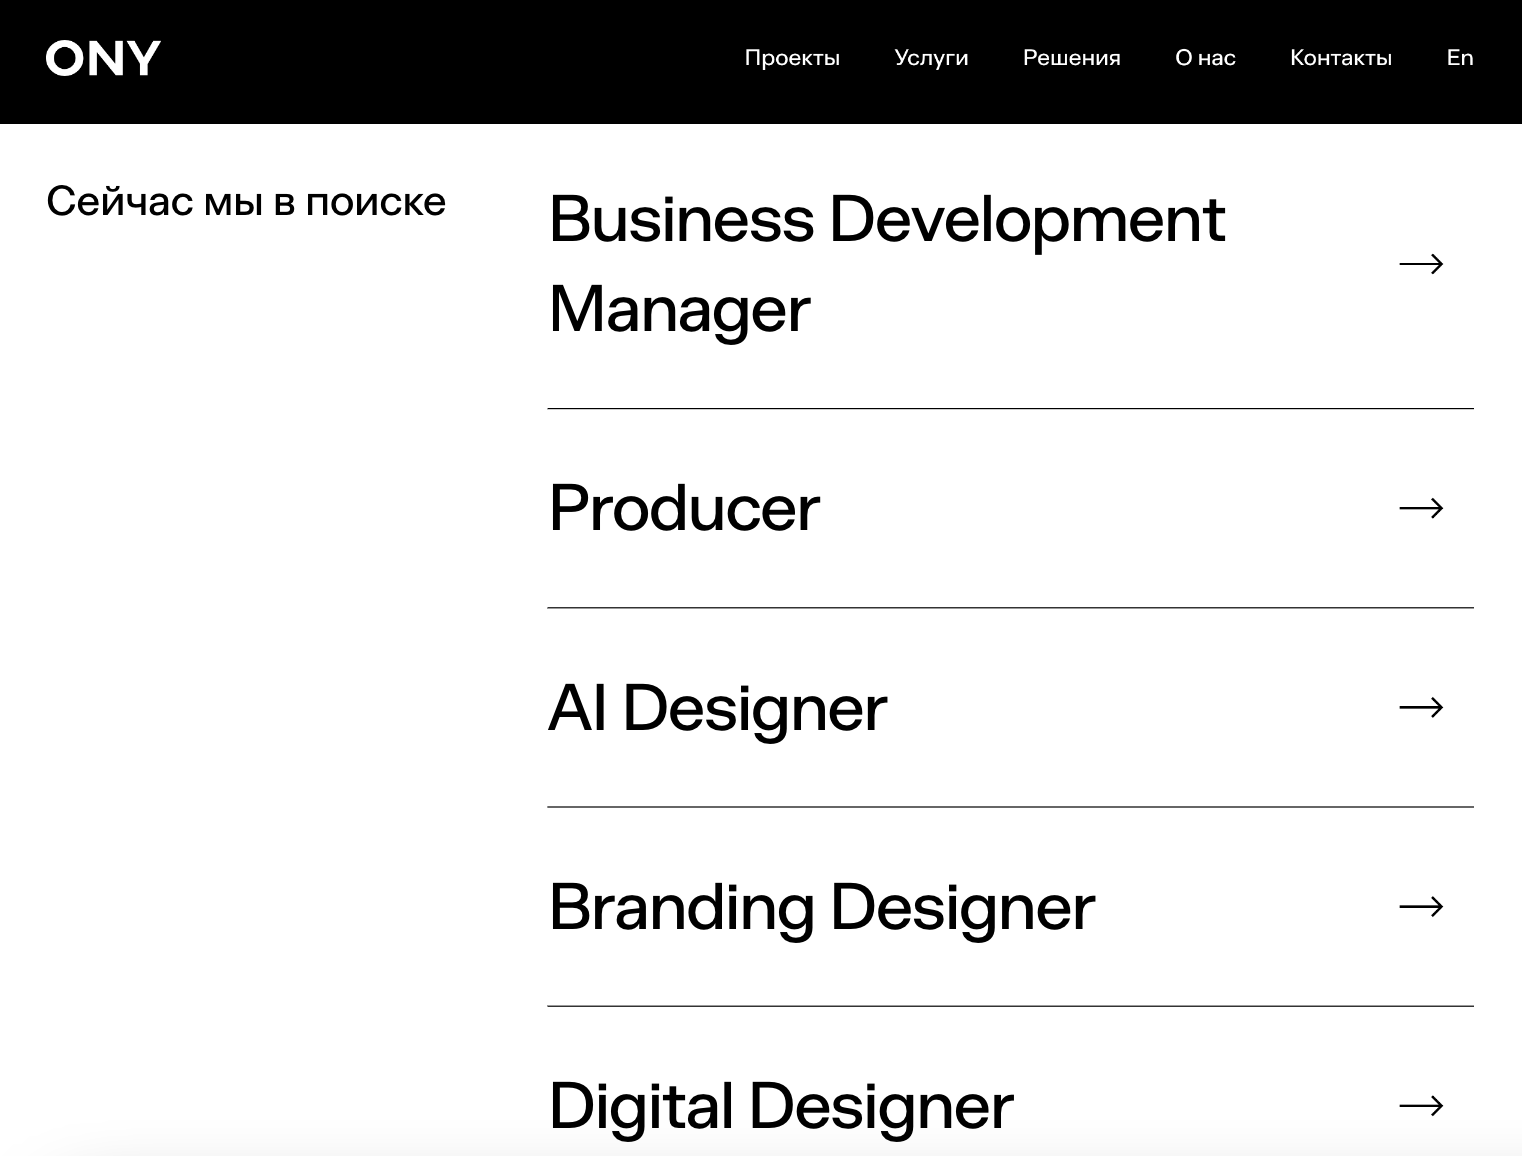 ONY
Проекты Услуги Решения О нас Контакты En
Сейчас мы в поиске
Business Development
Manager
Producer
AI Designer
Branding Designer
Digital Designer